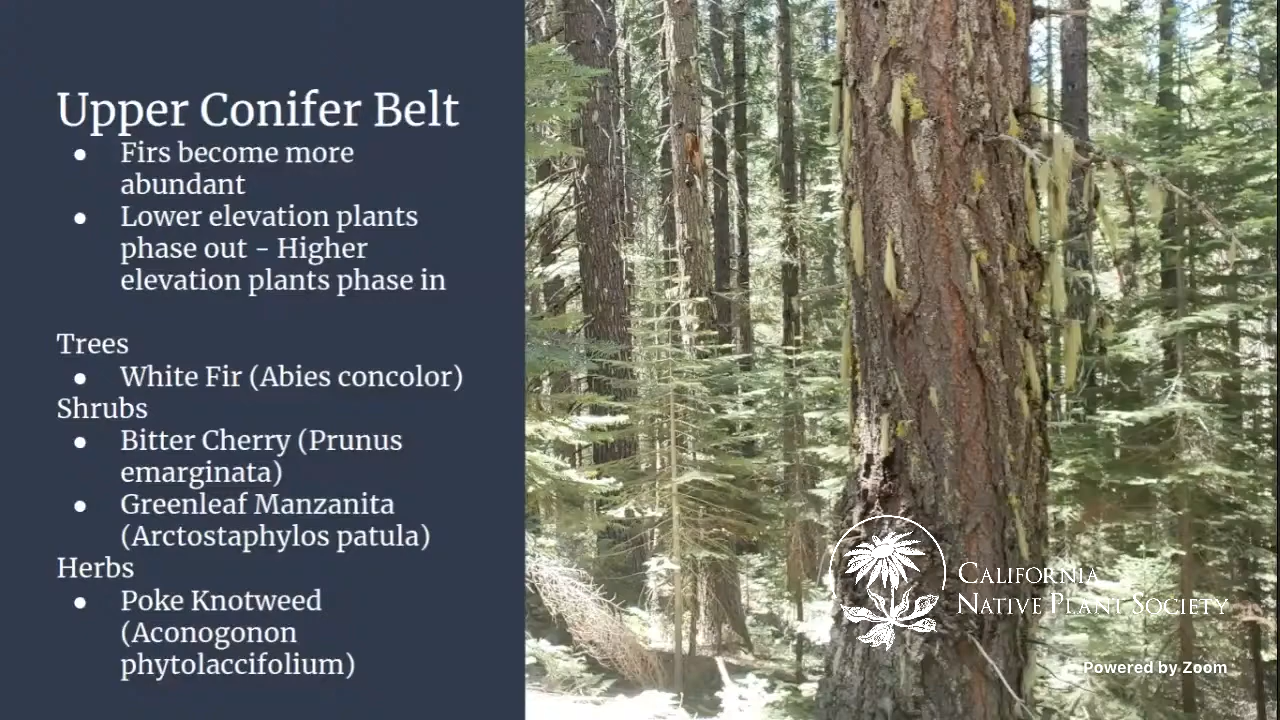 Upper Conifer Belt
● Firs become more
abundant
● Lower elevation plants
phase out - Higher
elevation plants phase in
Trees
● White Fir (Abies concolor)
Shrubs
● Bitter Cherry (Prunus
emarginata)
● Greenleaf Manzanita
(Arctostaphylos patula)
Herbs
● Poke Knotweed
(Aconogonon
phytolaccifolium)
California
Native Plant Society
Powered by Zoom